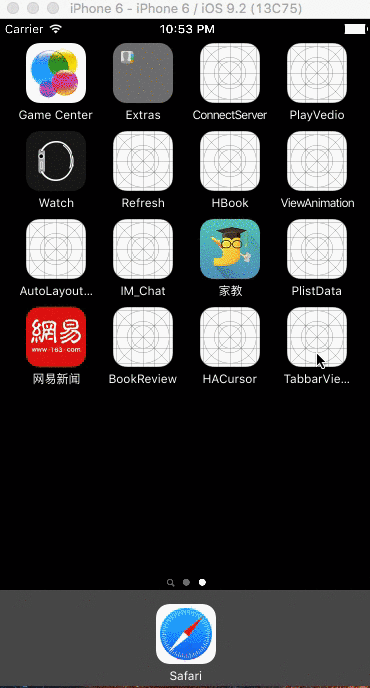 iPhone 6 - iPhone 6 / iOS 9.2 (13C75)
Carrier 10:53 PM
Game Center Extras ConnectServer PlayVedio
Watch Refresh HBook ViewAnimation
AutoLayout... IM_Chat 家教 PlistData
網易
www·163·com
网易新闻 BookReview HACursor TabbarVie...
Safari